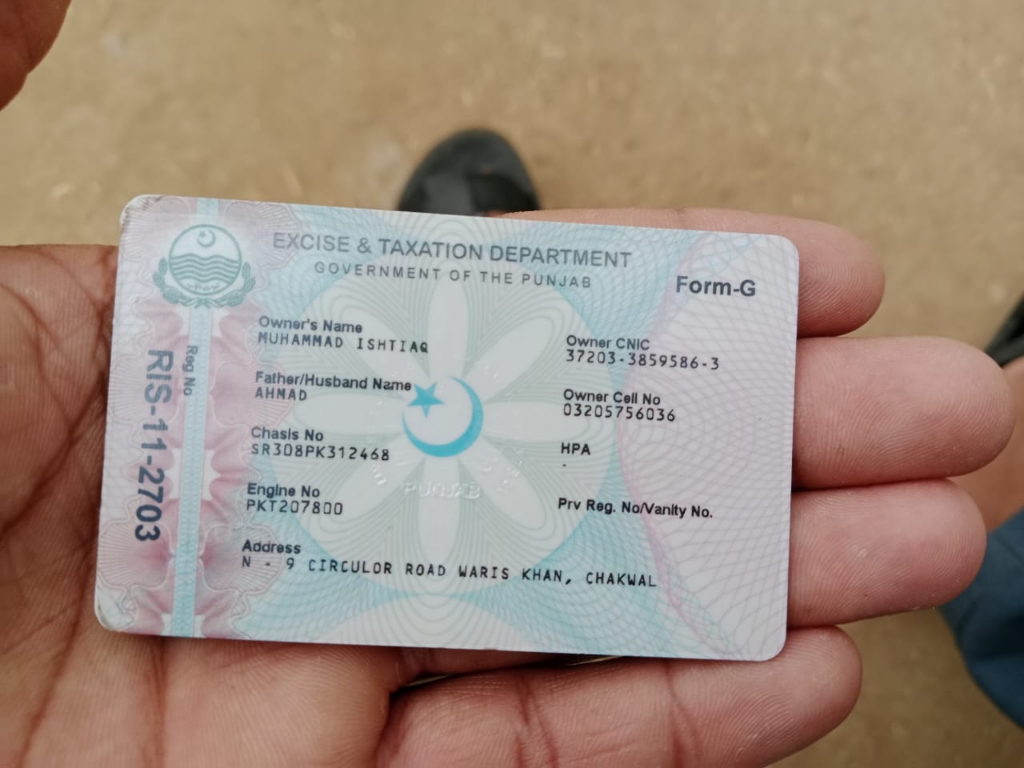 EXCISE & TAXATION DEPARTMENT
GOVERNMENT OF THE PUNJAB
Form-G
Reg No
RIS-11-2703
Owner's Name
MUHAMMAD ISHTIAQ
Father/Husband Name
AHMAD
Chasis No
SR308PK312468
Engine No
PKT207800
Address
N - 9 CIRCULOR ROAD WARIS KHAN, CHAKWAL
Owner CNIC
37203-3859586-3
Owner Cell No
03205756036
HPA
-
Prv Reg. No/Vanity No.
PUNJAB